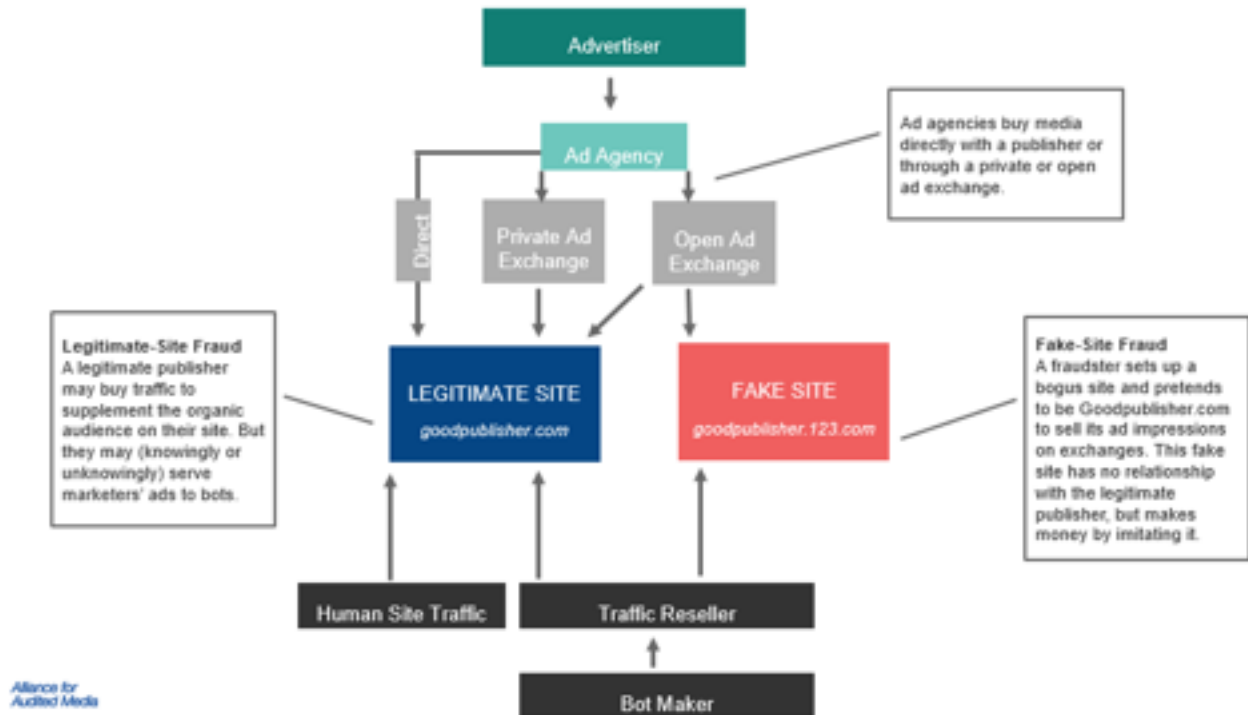 Advertiser
Ad Agency
Ad agencies buy media
directly with a publisher or
through a private or open
ad exchange.
Direct
Private Ad
Exchange
Open Ad
Exchange
Legitimate-Site Fraud
A legitimate publisher
may buy traffic to
supplement the organic
audience on their site. But
they may (knowingly or
unknowingly) serve
marketers' ads to bots.
LEGITIMATE SITE
goodpublisher.com
FAKE SITE
goodpublisher.123.com
Fake-Site Fraud
A fraudster sets up a
bogus site and pretends
to be Goodpublisher.com
to sell its ad impressions
on exchanges. This fake
site has no relationship
with the legitimate
publisher, but makes
money by imitating it.
Human Site Traffic
Traffic Reseller
Bot Maker
Alliance for
Audited Media